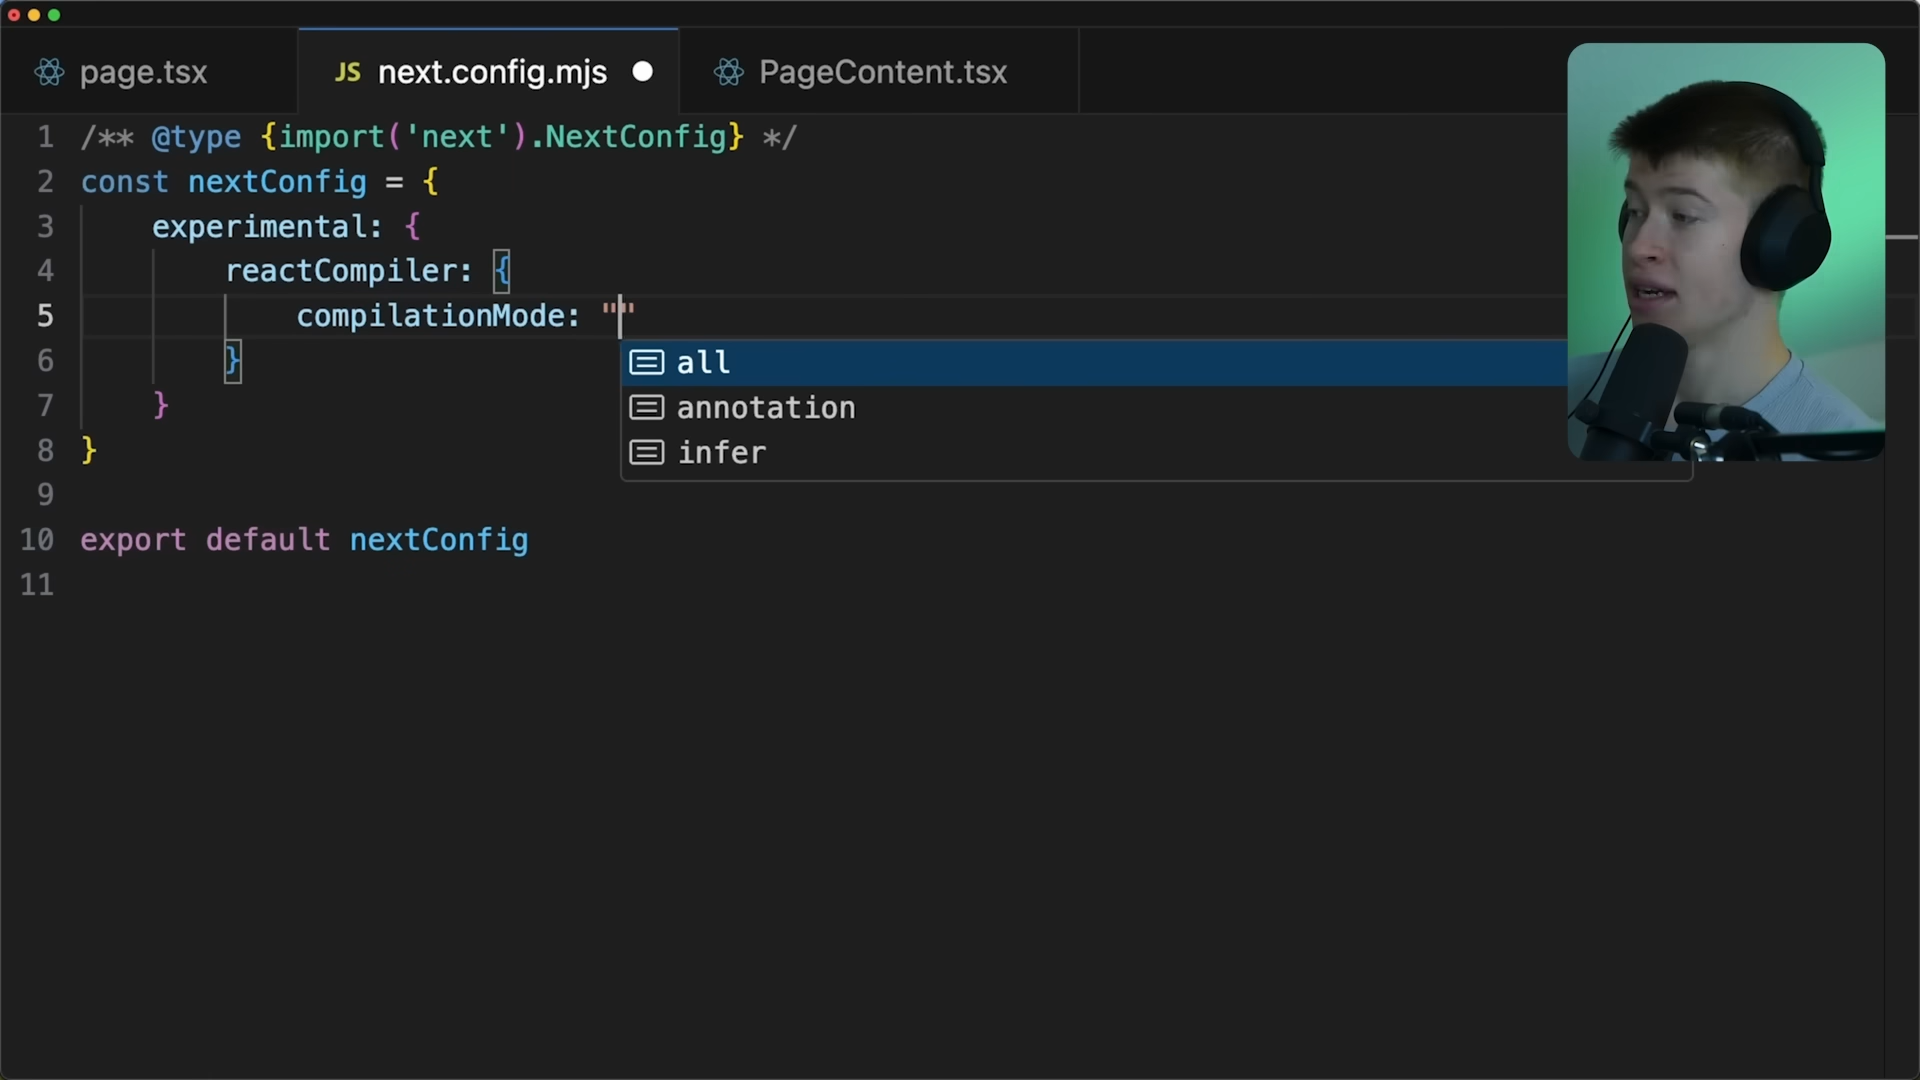 page.tsx
JS next.config.mjs
PageContent.tsx
1 /** @type {import('next').NextConfig} */
2 const nextConfig = {
3 experimental: {
4 reactCompiler: {
5 compilationMode: ""
6 }
7 }
8 }
9
10 export default nextConfig
11
all
annotation
infer